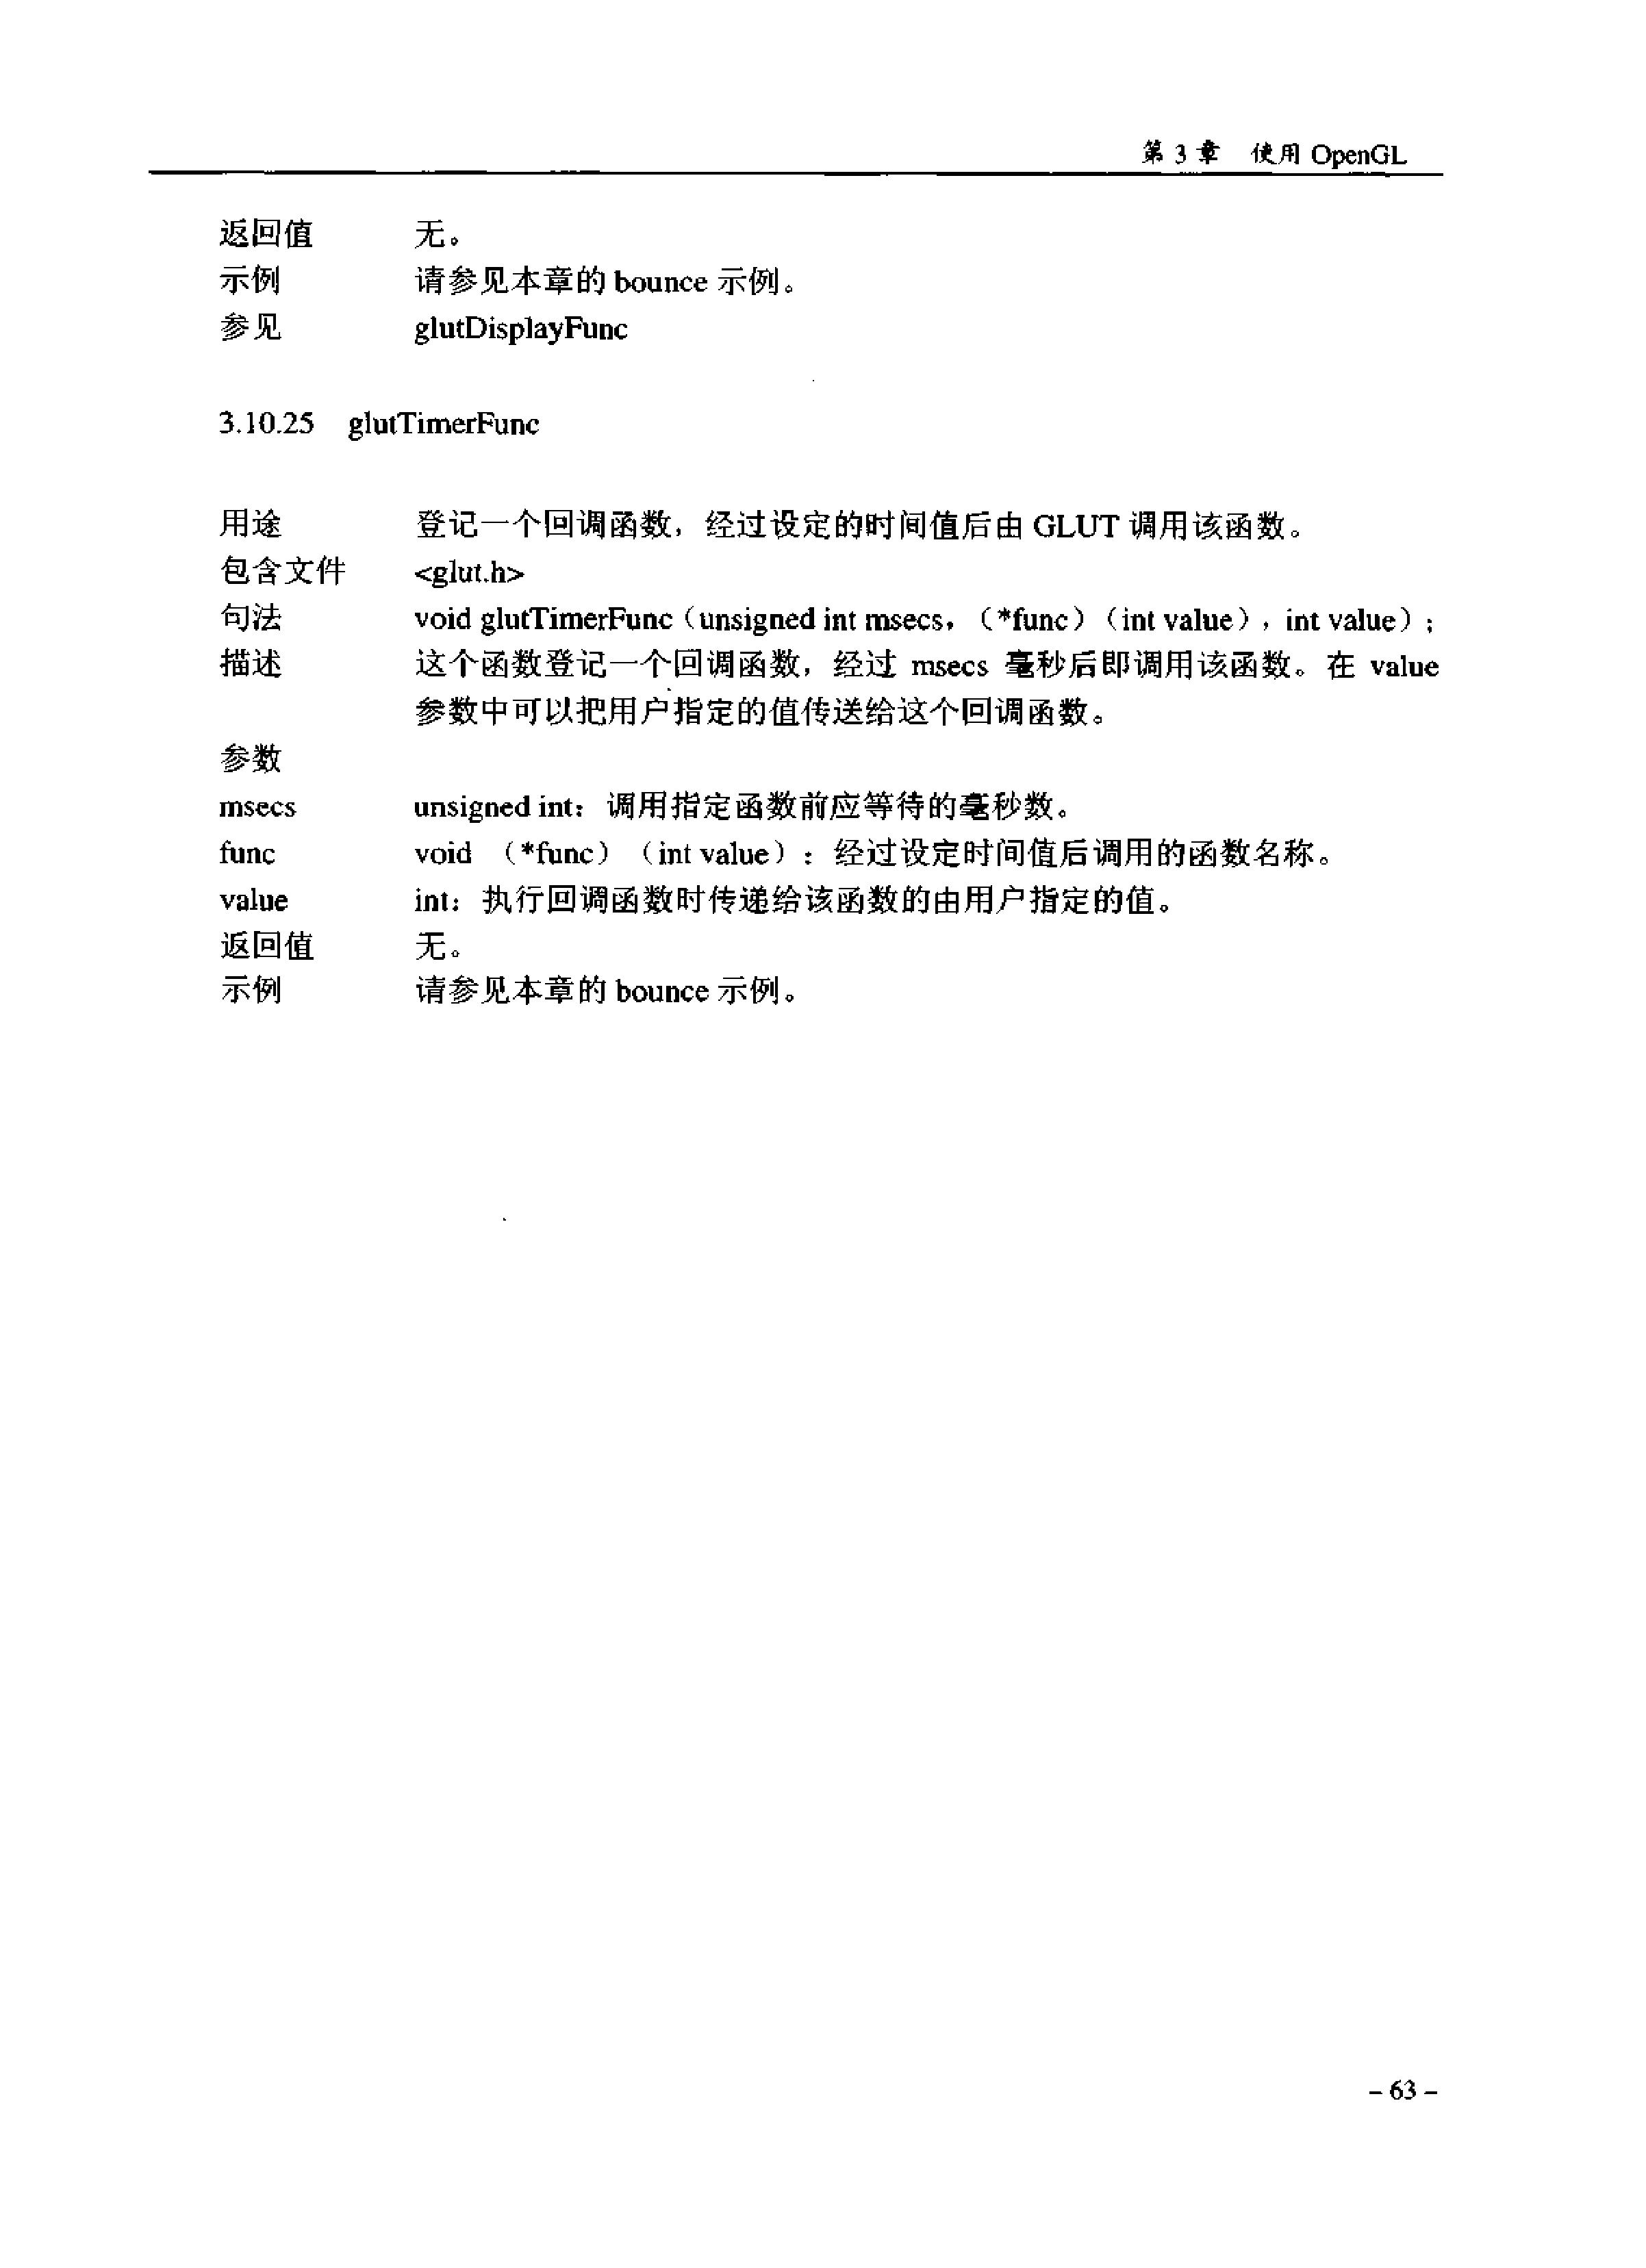 第 3 章　使用 OpenGL
返回值　无。
示例　请参见本章的 bounce 示例。
参见　glutDisplayFunc
3.10.25　glutTimerFunc
用途　登记一个回调函数，经过设定的时间值后由 GLUT 调用该函数。
包含文件　<glut.h>
句法　void glutTimerFunc（unsigned int msecs，（*func）（int value），int value）；
描述　这个函数登记一个回调函数，经过 msecs 毫秒后即调用该函数。在 value
参数中可以把用户指定的值传送给这个回调函数。
参数
msecs　unsigned int：调用指定函数前应等待的毫秒数。
func　void （*func）（int value）：经过设定时间值后调用的函数名称。
value　int：执行回调函数时传递给该函数的由用户指定的值。
返回值　无。
示例　请参见本章的 bounce 示例。
– 63 –